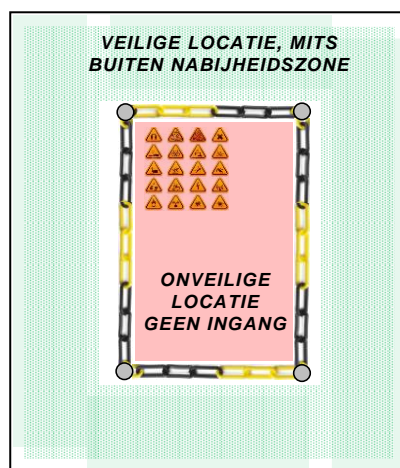 VEILIGE LOCATIE, MITS
BUITEN NABIJHEIDSZONE
ONVEILIGE
LOCATIE
GEEN INGANG